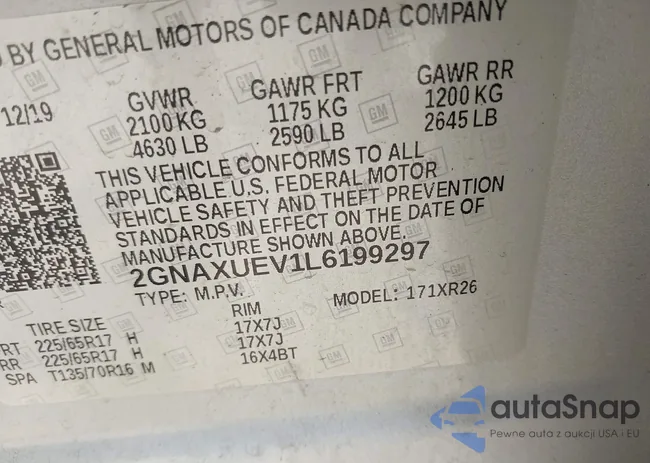 BY GENERAL MOTORS OF CANADA COMPANY
12/19 GVWR GAWR FRT GAWR RR
2100 KG 1175 KG 1200 KG
4630 LB 2590 LB 2645 LB
THIS VEHICLE CONFORMS TO ALL
APPLICABLE U.S. FEDERAL MOTOR
VEHICLE SAFETY AND THEFT PREVENTION
STANDARDS IN EFFECT ON THE DATE OF
MANUFACTURE SHOWN ABOVE.
2GNAXUEV1L6199297
TYPE: M.P.V. MODEL: 171XR26
TIRE SIZE RIM
RT 225/65R17 H 17X7J
RR 225/65R17 H 17X7J
SPA T135/70R16 M 16X4BT
GM
autaSnap
Pewne auta z aukcji USA i EU